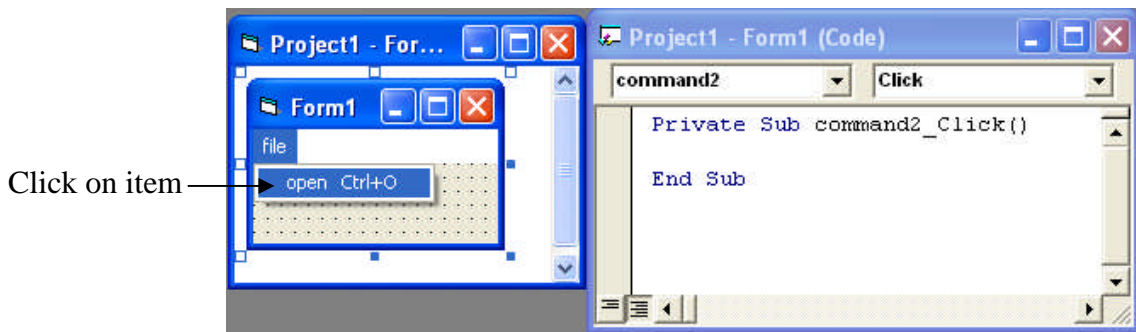 Project1 - For...
Form1
file
open Ctrl+O
Click on item
Project1 - Form1 (Code)
command2 Click
Private Sub command2_Click()
End Sub